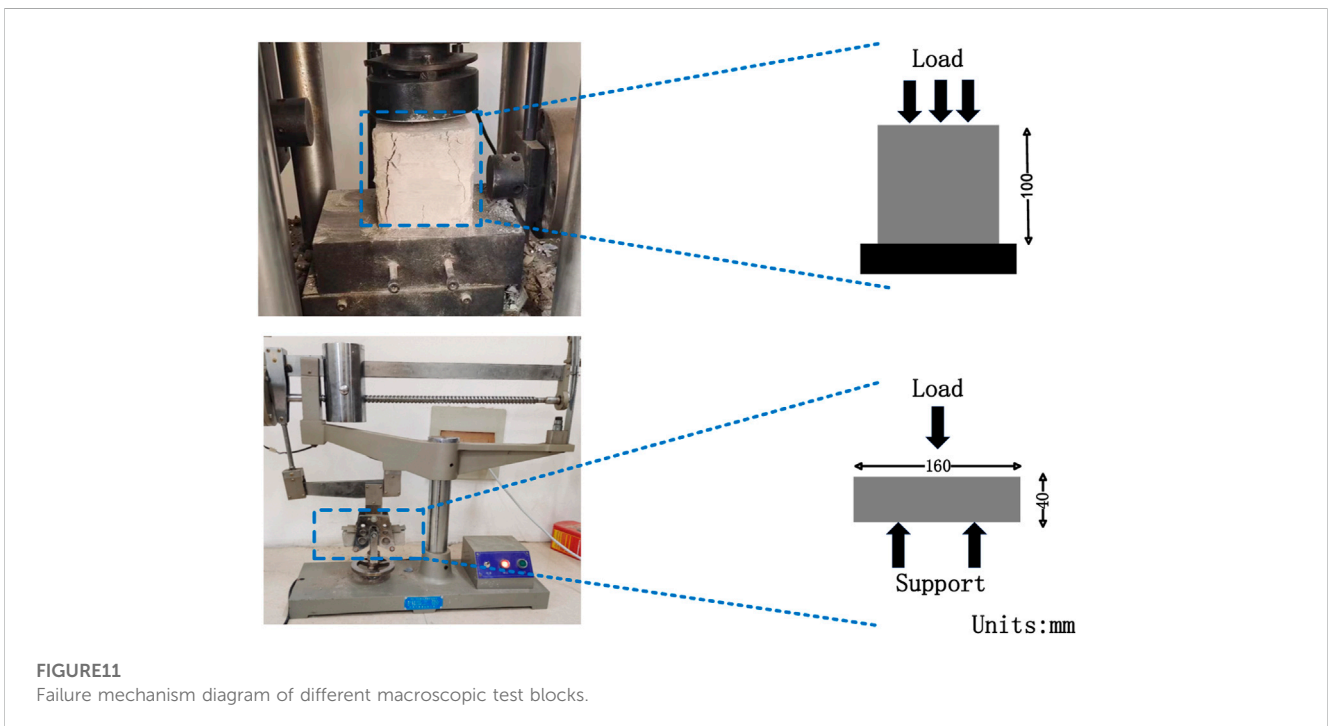 Load
100
Load
160
40
Support
Units:mm
FIGURE11
Failure mechanism diagram of different macroscopic test blocks.